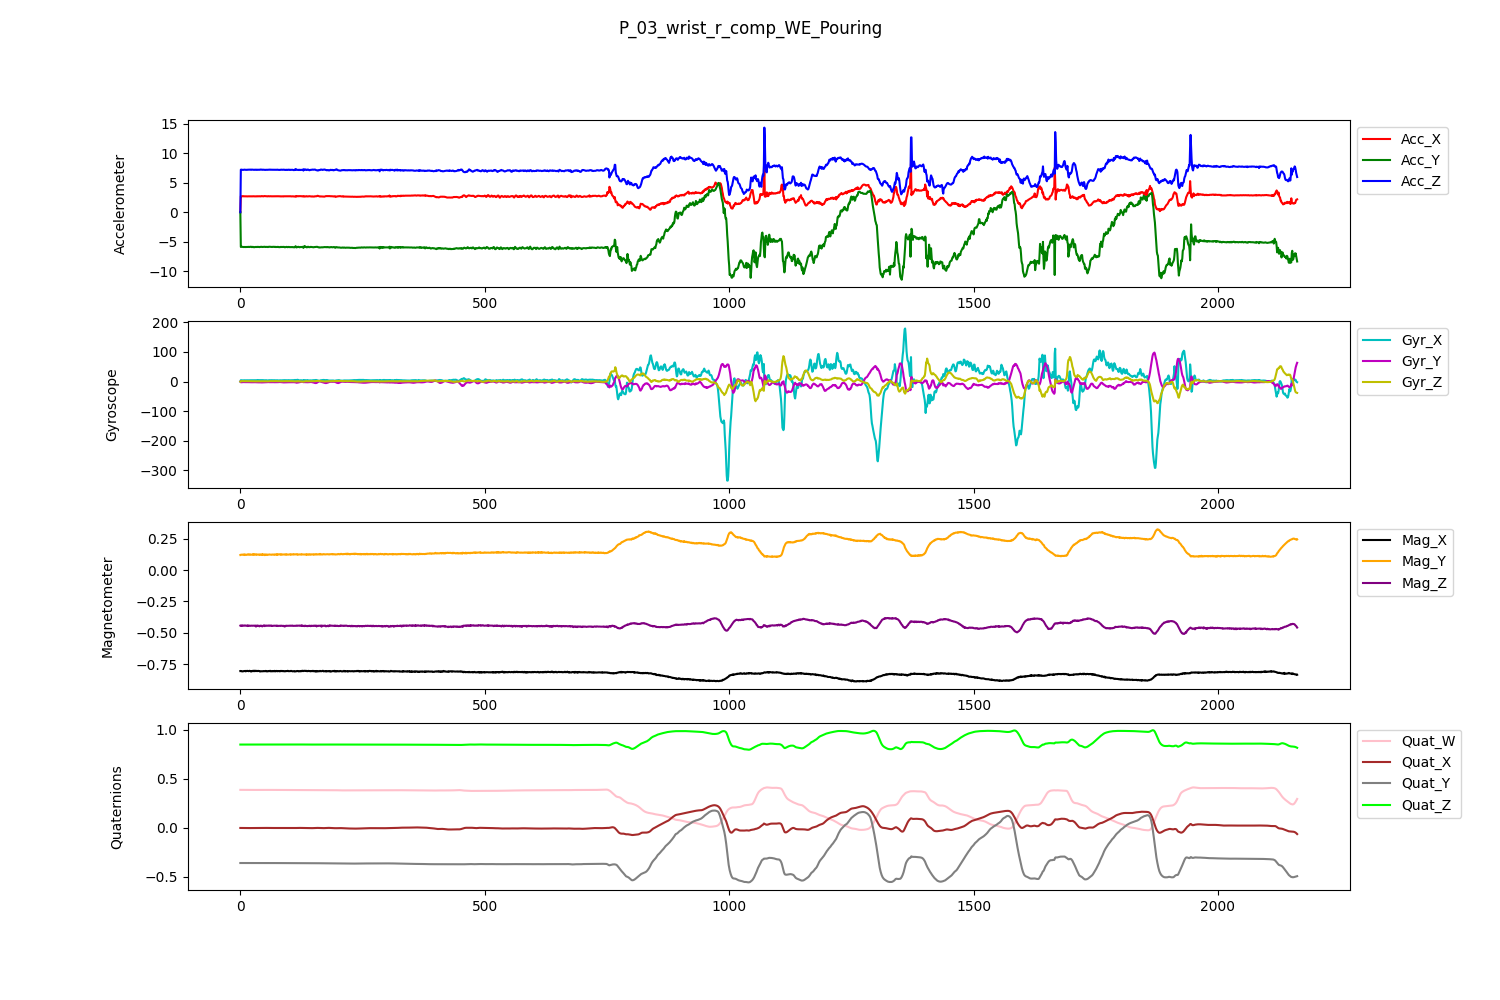 P_03_wrist_r_comp_WE_Pouring
Accelerometer
15
10
5
0
−5
−10
0 500 1000 1500 2000
Acc_X
Acc_Y
Acc_Z
Gyroscope
200
100
0
−100
−200
−300
0 500 1000 1500 2000
Gyr_X
Gyr_Y
Gyr_Z
Magnetometer
0.25
0.00
−0.25
−0.50
−0.75
0 500 1000 1500 2000
Mag_X
Mag_Y
Mag_Z
Quaternions
1.0
0.5
0.0
−0.5
0 500 1000 1500 2000
Quat_W
Quat_X
Quat_Y
Quat_Z